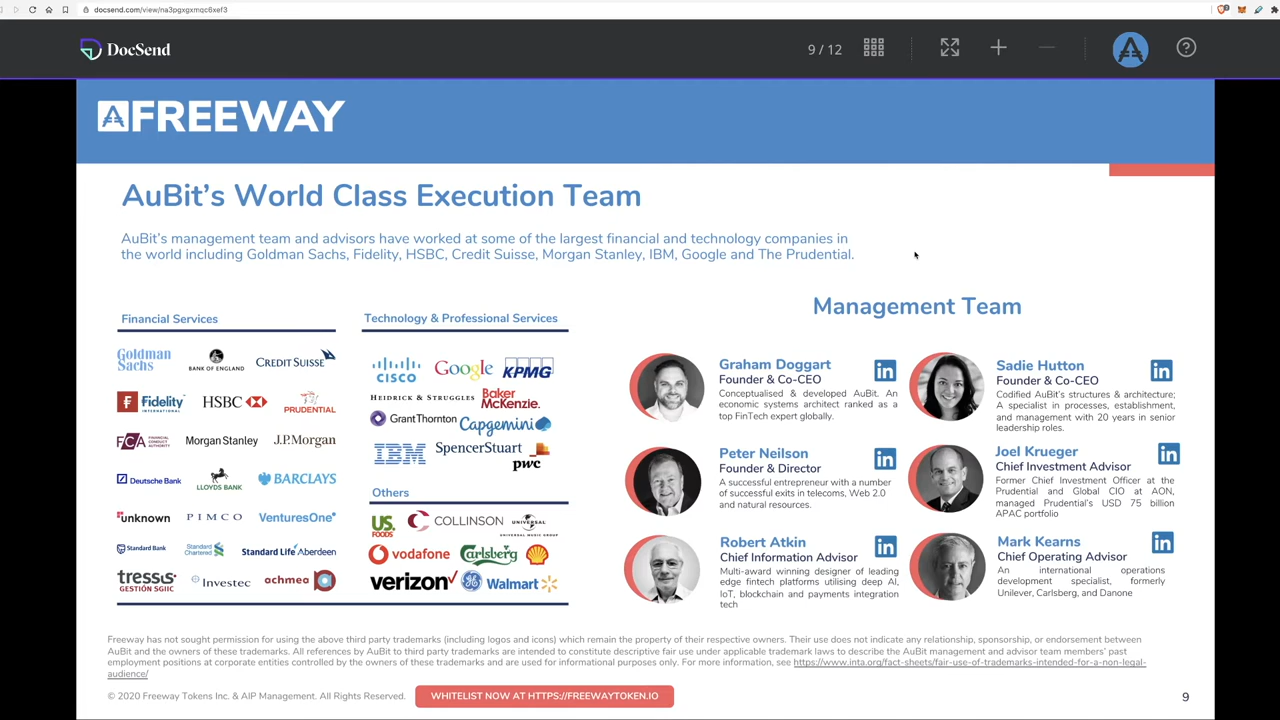 docsend.com/view/na3pgxgxmqc6xef3
DocSend
9 / 12
FREEWAY
AuBit's World Class Execution Team
AuBit's management team and advisors have worked at some of the largest financial and technology companies in
the world including Goldman Sachs, Fidelity, HSBC, Credit Suisse, Morgan Stanley, IBM, Google and The Prudential.
Financial Services
Goldman
Sachs
BANK OF ENGLAND
CREDIT SUISSE
Fidelity
INTERNATIONAL
HSBC
PRUDENTIAL
FCA
FINANCIAL
CONDUCT
AUTHORITY
Morgan Stanley
J.P.Morgan
Deutsche Bank
LLOYDS BANK
BARCLAYS
unknown
PIMCO
VenturesOne
Standard Bank
Standard
Chartered
Standard Life Aberdeen
tressis
GESTIÓN SGIIC
Investec
achmea
Technology & Professional Services
CISCO
Google
KPMG
HEIDRICK & STRUGGLES
Baker
McKenzie.
GrantThornton
Capgemini
IBM
SpencerStuart
pwc
Others
US.
FOODS
COLLINSON
UNIVERSAL
UNIVERSAL MUSIC GROUP
vodafone
Carlsberg
verizon
Walmart
Management Team
Graham Doggart
Founder & Co-CEO
Conceptualised & developed AuBit. An
economic systems architect ranked as a
top FinTech expert globally.
in
Sadie Hutton
Founder & Co-CEO
Codified AuBit's structures & architecture;
A specialist in processes, establishment,
and management with 20 years in senior
leadership roles.
in
Peter Neilson
Founder & Director
A successful entrepreneur with a number
of successful exits in telecoms, Web 2.0
and natural resources.
in
Joel Krueger
Chief Investment Advisor
Former Chief Investment Officer at the
Prudential and Global CIO at AON,
managed Prudential's USD 75 billion
APAC portfolio
in
Robert Atkin
Chief Information Advisor
Multi-award winning designer of leading
edge fintech platforms utilising deep AI,
IoT, blockchain and payments integration
tech
in
Mark Kearns
Chief Operating Advisor
An international operations
development specialist, formerly
Unilever, Carlsberg, and Danone
in
Freeway has not sought permission for using the above third party trademarks (including logos and icons) which remain the property of their respective owners. Their use does not indicate any relationship, sponsorship, or endorsement between
AuBit and the owners of these trademarks. All references by AuBit to third party trademarks are intended to constitute descriptive fair use under applicable trademark laws to describe the AuBit management and advisor team members' past
employment positions at corporate entities controlled by the owners of these trademarks and are used for informational purposes only. For more information, see https://www.inta.org/fact-sheets/fair-use-of-trademarks-intended-for-a-non-legal-
audience/
© 2020 Freeway Tokens Inc. & AIP Management. All Rights Reserved.
WHITELIST NOW AT HTTPS://FREEWAYTOKEN.IO
9